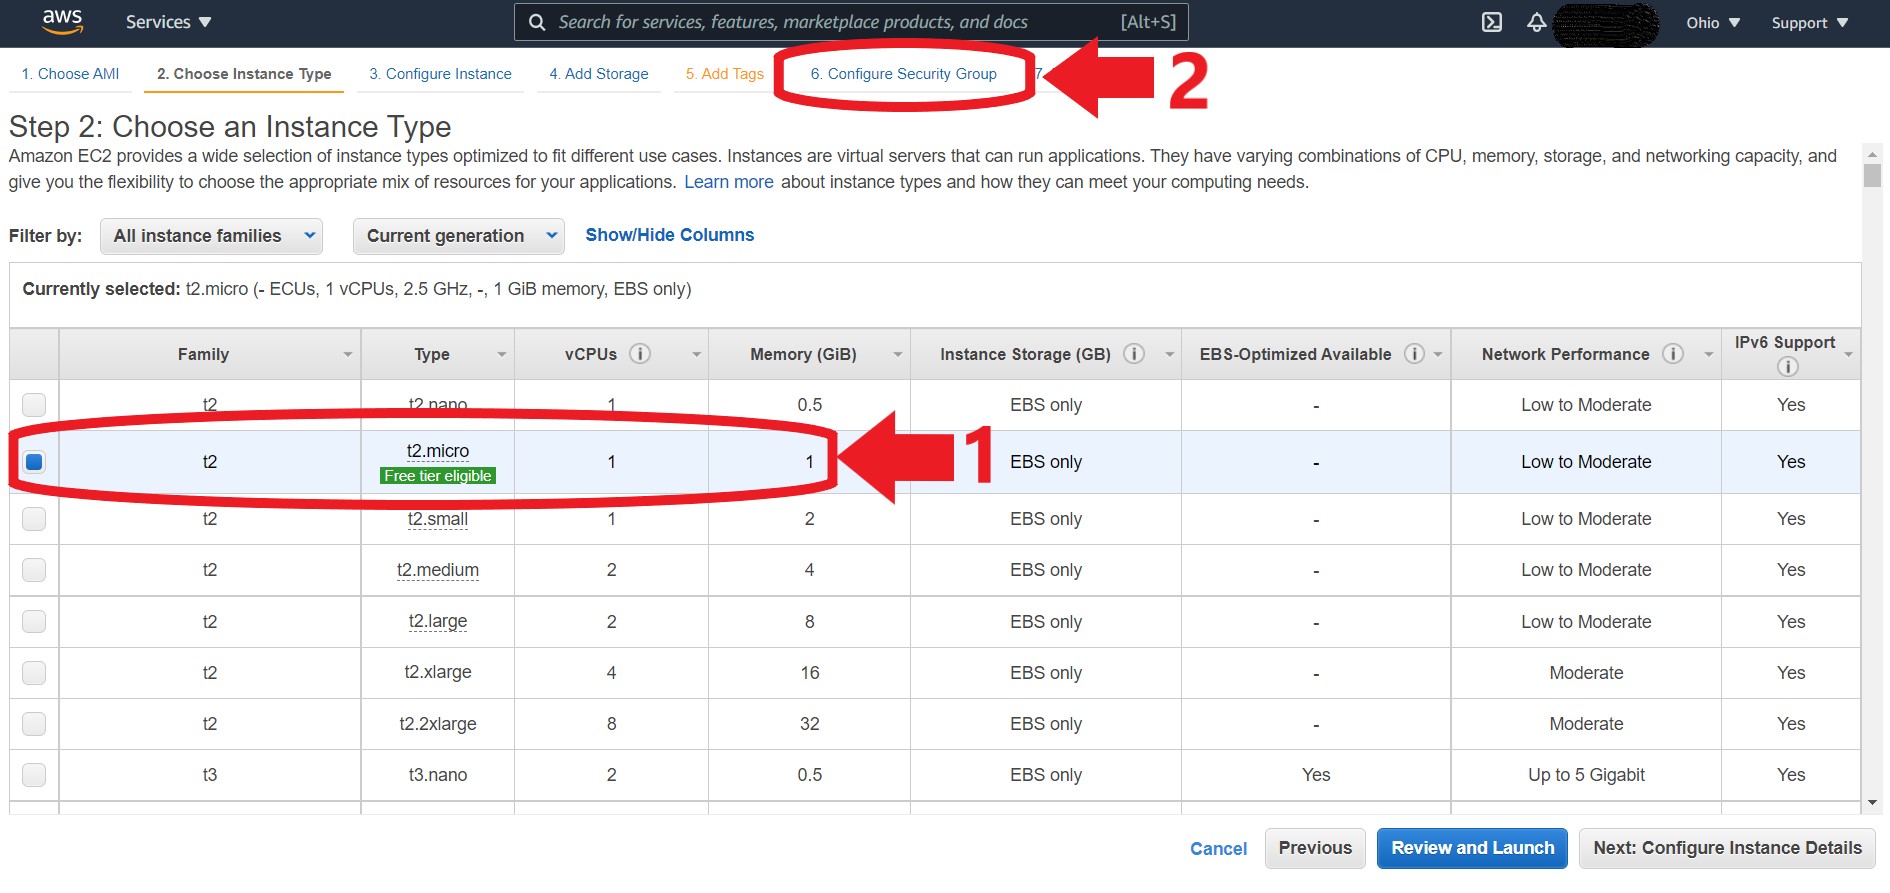 aws Services Search for services, features, marketplace products, and docs [Alt+S] Ohio Support
1. Choose AMI 2. Choose Instance Type 3. Configure Instance 4. Add Storage 5. Add Tags 6. Configure Security Group 7. 2
Step 2: Choose an Instance Type
Amazon EC2 provides a wide selection of instance types optimized to fit different use cases. Instances are virtual servers that can run applications. They have varying combinations of CPU, memory, storage, and networking capacity, and
give you the flexibility to choose the appropriate mix of resources for your applications. Learn more about instance types and how they can meet your computing needs.
Filter by: All instance families Current generation Show/Hide Columns
Currently selected: t2.micro (- ECUs, 1 vCPUs, 2.5 GHz, -, 1 GiB memory, EBS only)
Family Type vCPUs i Memory (GiB) Instance Storage (GB) i EBS-Optimized Available i Network Performance i IPv6 Support i
t2 t2.nano 1 0.5 EBS only - Low to Moderate Yes
t2 t2.micro 1 1 EBS only - Low to Moderate Yes
Free tier eligible
1
t2 t2.small 1 2 EBS only - Low to Moderate Yes
t2 t2.medium 2 4 EBS only - Low to Moderate Yes
t2 t2.large 2 8 EBS only - Low to Moderate Yes
t2 t2.xlarge 4 16 EBS only - Moderate Yes
t2 t2.2xlarge 8 32 EBS only - Moderate Yes
t3 t3.nano 2 0.5 EBS only Yes Up to 5 Gigabit Yes
Cancel Previous Review and Launch Next: Configure Instance Details